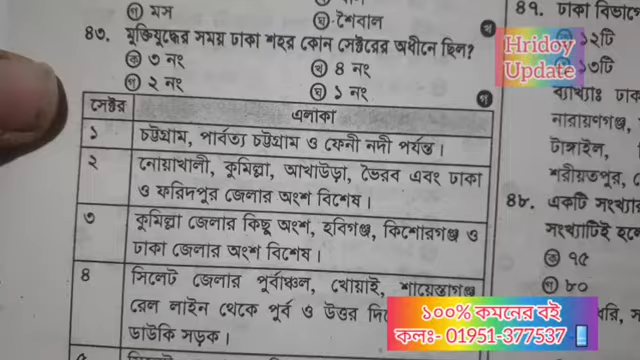 গ মস
ঘ শৈবাল
খ
৪৩. মুক্তিযুদ্ধের সময় ঢাকা শহর কোন সেক্টরের অধীনে ছিল?
ক ৩ নং
খ ৪ নং
গ ২ নং
ঘ ১ নং
গ
সেক্টর এলাকা
১ চট্টগ্রাম, পার্বত্য চট্টগ্রাম ও ফেনী নদী পর্যন্ত।
২ নোয়াখালী, কুমিল্লা, আখাউড়া, ভৈরব এবং ঢাকা
ও ফরিদপুর জেলার অংশ বিশেষ।
৩ কুমিল্লা জেলার কিছু অংশ, হবিগঞ্জ, কিশোরগঞ্জ ও
ঢাকা জেলার অংশ বিশেষ।
৪ সিলেট জেলার পূর্বাঞ্চল, খোয়াই, শায়েস্তাগঞ্জ
রেল লাইন থেকে পূর্ব ও উত্তর
ডাউকি সড়ক।
৪৭. ঢাকা বিভাগে
১২টি
১৩টি
ব্যাখ্যাঃ ঢাকা
নারায়ণগঞ্জ,
টাঙ্গাইল,
শরীয়তপুর,
৪৮. একটি সংখ্যার
সংখ্যাটিই হলে
ক ৭৫
গ ৮০
Hridoy
Update
১০০% কমনের বই
কলঃ- 01951-377537